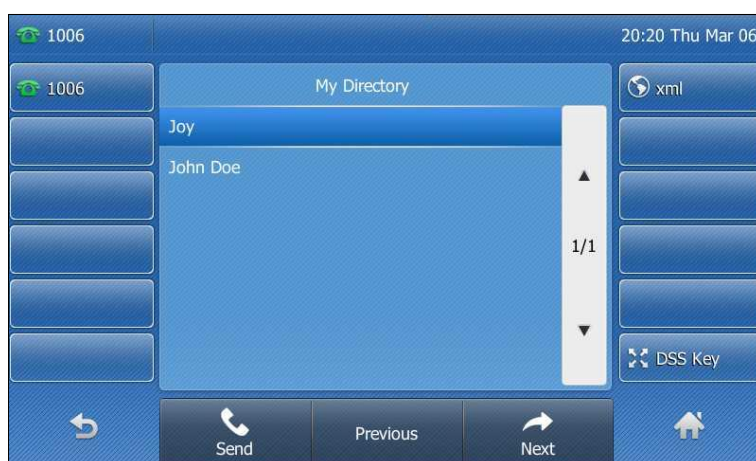 1006 20:20 Thu Mar 06
1006
My Directory
xml
Joy
John Doe
1/1
DSS Key
Send
Previous
Next